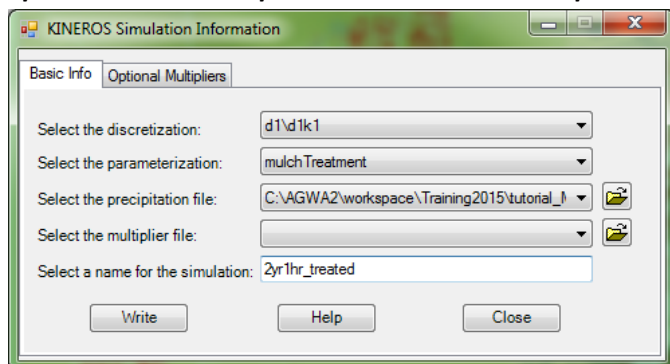 KINEROS Simulation Information
Basic Info Optional Multipliers
Select the discretization: d1\d1k1
Select the parameterization: mulchTreatment
Select the precipitation file: C:\AGWA2\workspace\Training2015\tutorial_
Select the multiplier file:
Select a name for the simulation: 2yr1hr_treated
Write Help Close